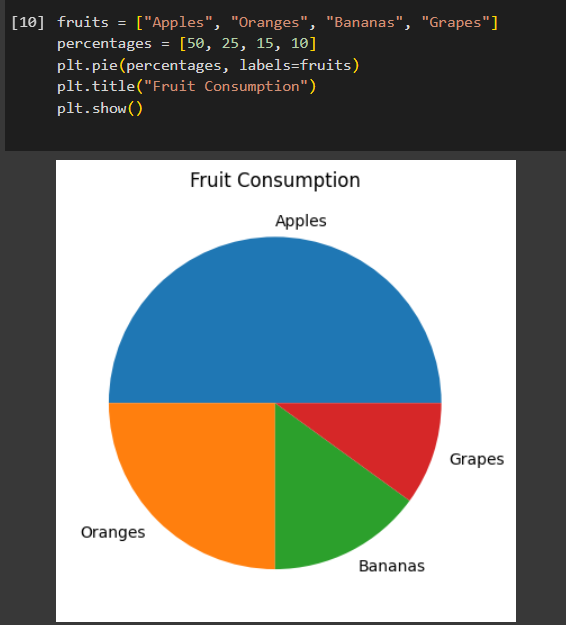 [10] fruits = ["Apples", "Oranges", "Bananas", "Grapes"]
percentages = [50, 25, 15, 10]
plt.pie(percentages, labels=fruits)
plt.title("Fruit Consumption")
plt.show()
Fruit Consumption
Apples
Grapes
Oranges
Bananas